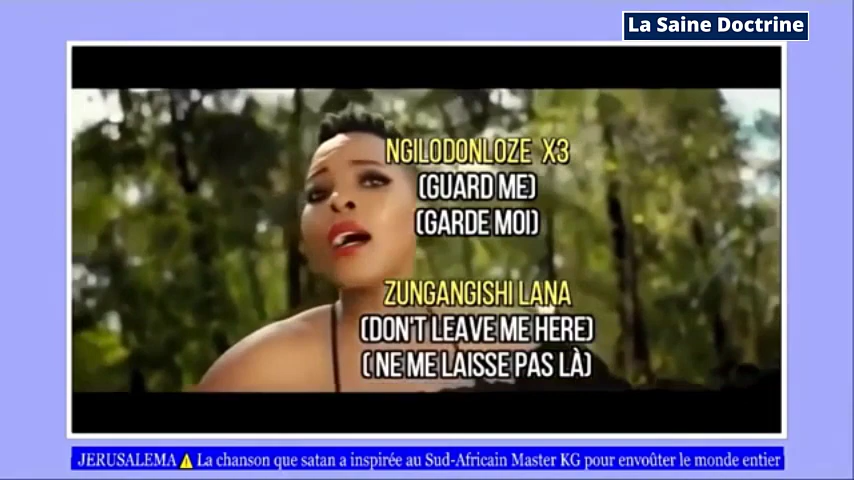 La Saine Doctrine
NGILODONLOZE X3
(GUARD ME)
(GARDE MOI)
ZUNGANGISHI LANA
(DON'T LEAVE ME HERE)
( NE ME LAISSE PAS LÀ)
JERUSALEMA⚠ La chanson que satan a inspirée au Sud-Africain Master KG pour envoûter le monde entier